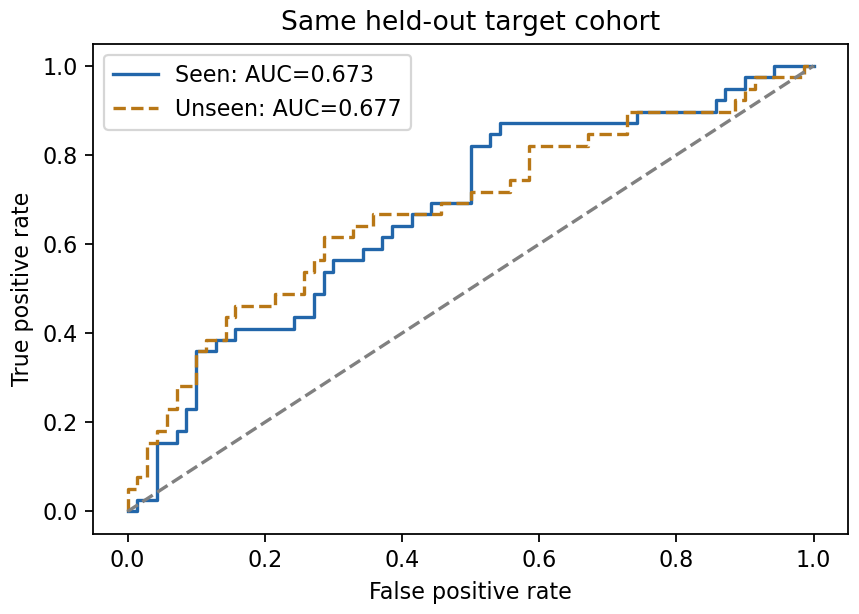 Same held-out target cohort
Seen: AUC=0.673
Unseen: AUC=0.677
True positive rate
1.0
0.8
0.6
0.4
0.2
0.0
0.0 0.2 0.4 0.6 0.8 1.0
False positive rate